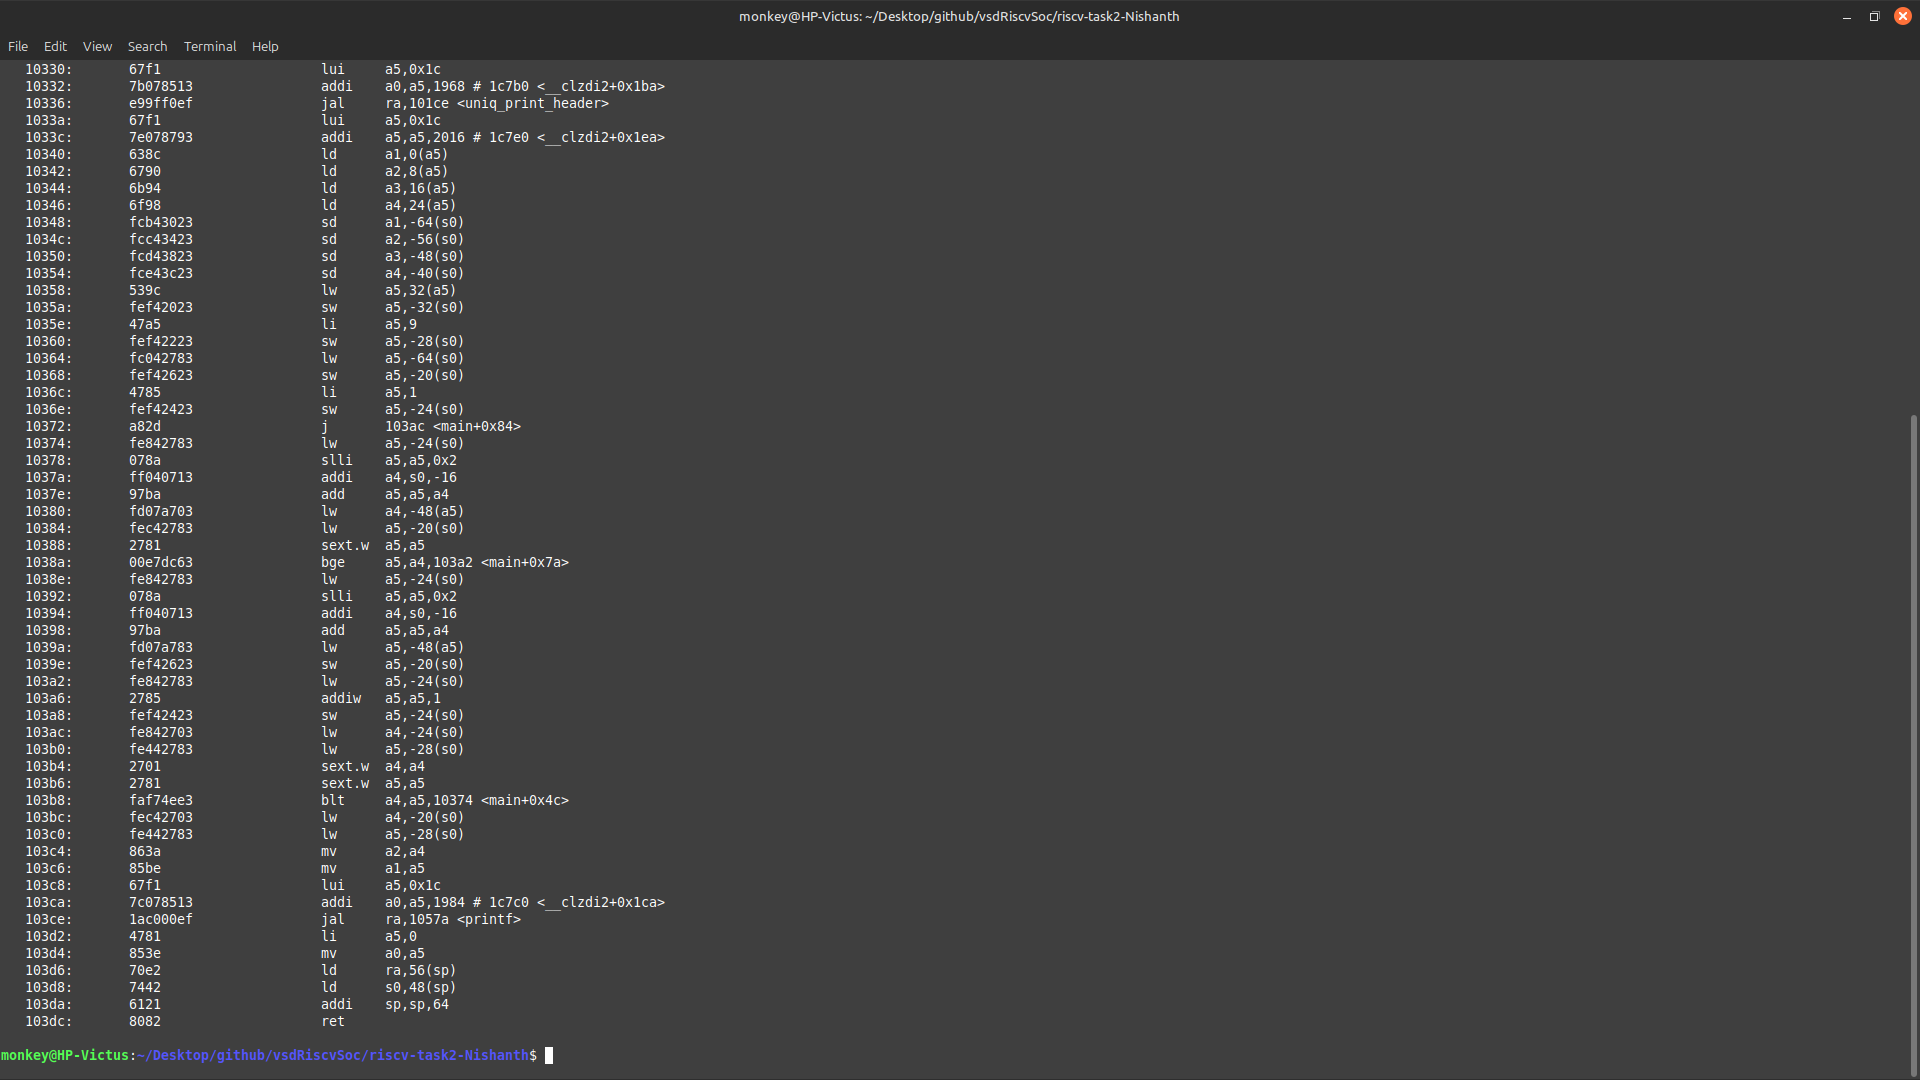 monkey@HP-Victus: ~/Desktop/github/vsdRiscvSoc/riscv-task2-Nishanth
File Edit View Search Terminal Help
10330: 67f1 lui a5,0x1c
10332: 7b078513 addi a0,a5,1968 # 1c7b0 <__clzdi2+0x1ba>
10336: e99ff0ef jal ra,101ce <uniq_print_header>
1033a: 67f1 lui a5,0x1c
1033c: 7e078793 addi a5,a5,2016 # 1c7e0 <__clzdi2+0x1ea>
10340: 638c ld a1,0(a5)
10342: 6790 ld a2,8(a5)
10344: 6b94 ld a3,16(a5)
10346: 6f98 ld a4,24(a5)
10348: fcb43023 sd a1,-64(s0)
1034c: fcc43423 sd a2,-56(s0)
10350: fcd43823 sd a3,-48(s0)
10354: fce43c23 sd a4,-40(s0)
10358: 539c lw a5,32(a5)
1035a: fef42023 sw a5,-32(s0)
1035e: 47a5 li a5,9
10360: fef42223 sw a5,-28(s0)
10364: fc042783 lw a5,-64(s0)
10368: fef42623 sw a5,-20(s0)
1036c: 4785 li a5,1
1036e: fef42423 sw a5,-24(s0)
10372: a82d j 103ac <main+0x84>
10374: fe842783 lw a5,-24(s0)
10378: 078a slli a5,a5,0x2
1037a: ff040713 addi a4,s0,-16
1037e: 97ba add a5,a5,a4
10380: fd07a703 lw a4,-48(a5)
10384: fec42783 lw a5,-20(s0)
10388: 2781 sext.w a5,a5
1038a: 00e7dc63 bge a5,a4,103a2 <main+0x7a>
1038e: fe842783 lw a5,-24(s0)
10392: 078a slli a5,a5,0x2
10394: ff040713 addi a4,s0,-16
10398: 97ba add a5,a5,a4
1039a: fd07a783 lw a5,-48(a5)
1039e: fef42623 sw a5,-20(s0)
103a2: fe842783 lw a5,-24(s0)
103a6: 2785 addiw a5,a5,1
103a8: fef42423 sw a5,-24(s0)
103ac: fe842703 lw a4,-24(s0)
103b0: fe442783 lw a5,-28(s0)
103b4: 2701 sext.w a4,a4
103b6: 2781 sext.w a5,a5
103b8: faf74ee3 blt a4,a5,10374 <main+0x4c>
103bc: fec42703 lw a4,-20(s0)
103c0: fe442783 lw a5,-28(s0)
103c4: 863a mv a2,a4
103c6: 85be mv a1,a5
103c8: 67f1 lui a5,0x1c
103ca: 7c078513 addi a0,a5,1984 # 1c7c0 <__clzdi2+0x1ca>
103ce: 1ac000ef jal ra,1057a <printf>
103d2: 4781 li a5,0
103d4: 853e mv a0,a5
103d6: 70e2 ld ra,56(sp)
103d8: 7442 ld s0,48(sp)
103da: 6121 addi sp,sp,64
103dc: 8082 ret
monkey@HP-Victus:~/Desktop/github/vsdRiscvSoc/riscv-task2-Nishanth$